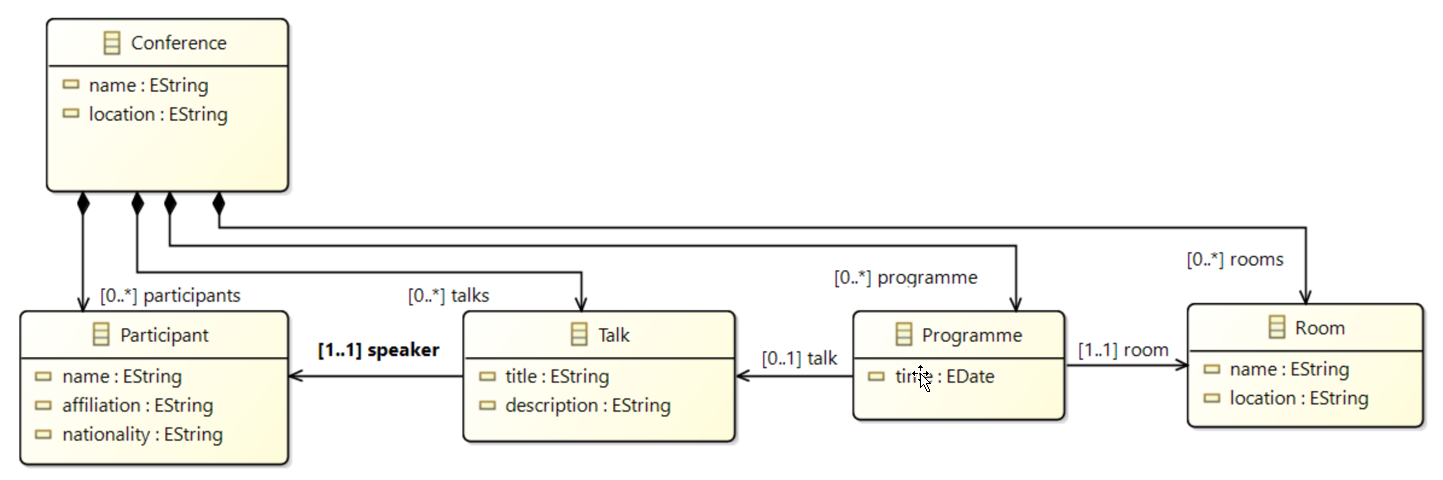 Conference
name : EString
location : EString
[0..*] rooms
[0..*] programme
[0..*] participants
[0..*] talks
Participant
name : EString
affiliation : EString
nationality : EString
[1..1] speaker
Talk
title : EString
description : EString
[0..1] talk
Programme
time : EDate
[1..1] room
Room
name : EString
location : EString